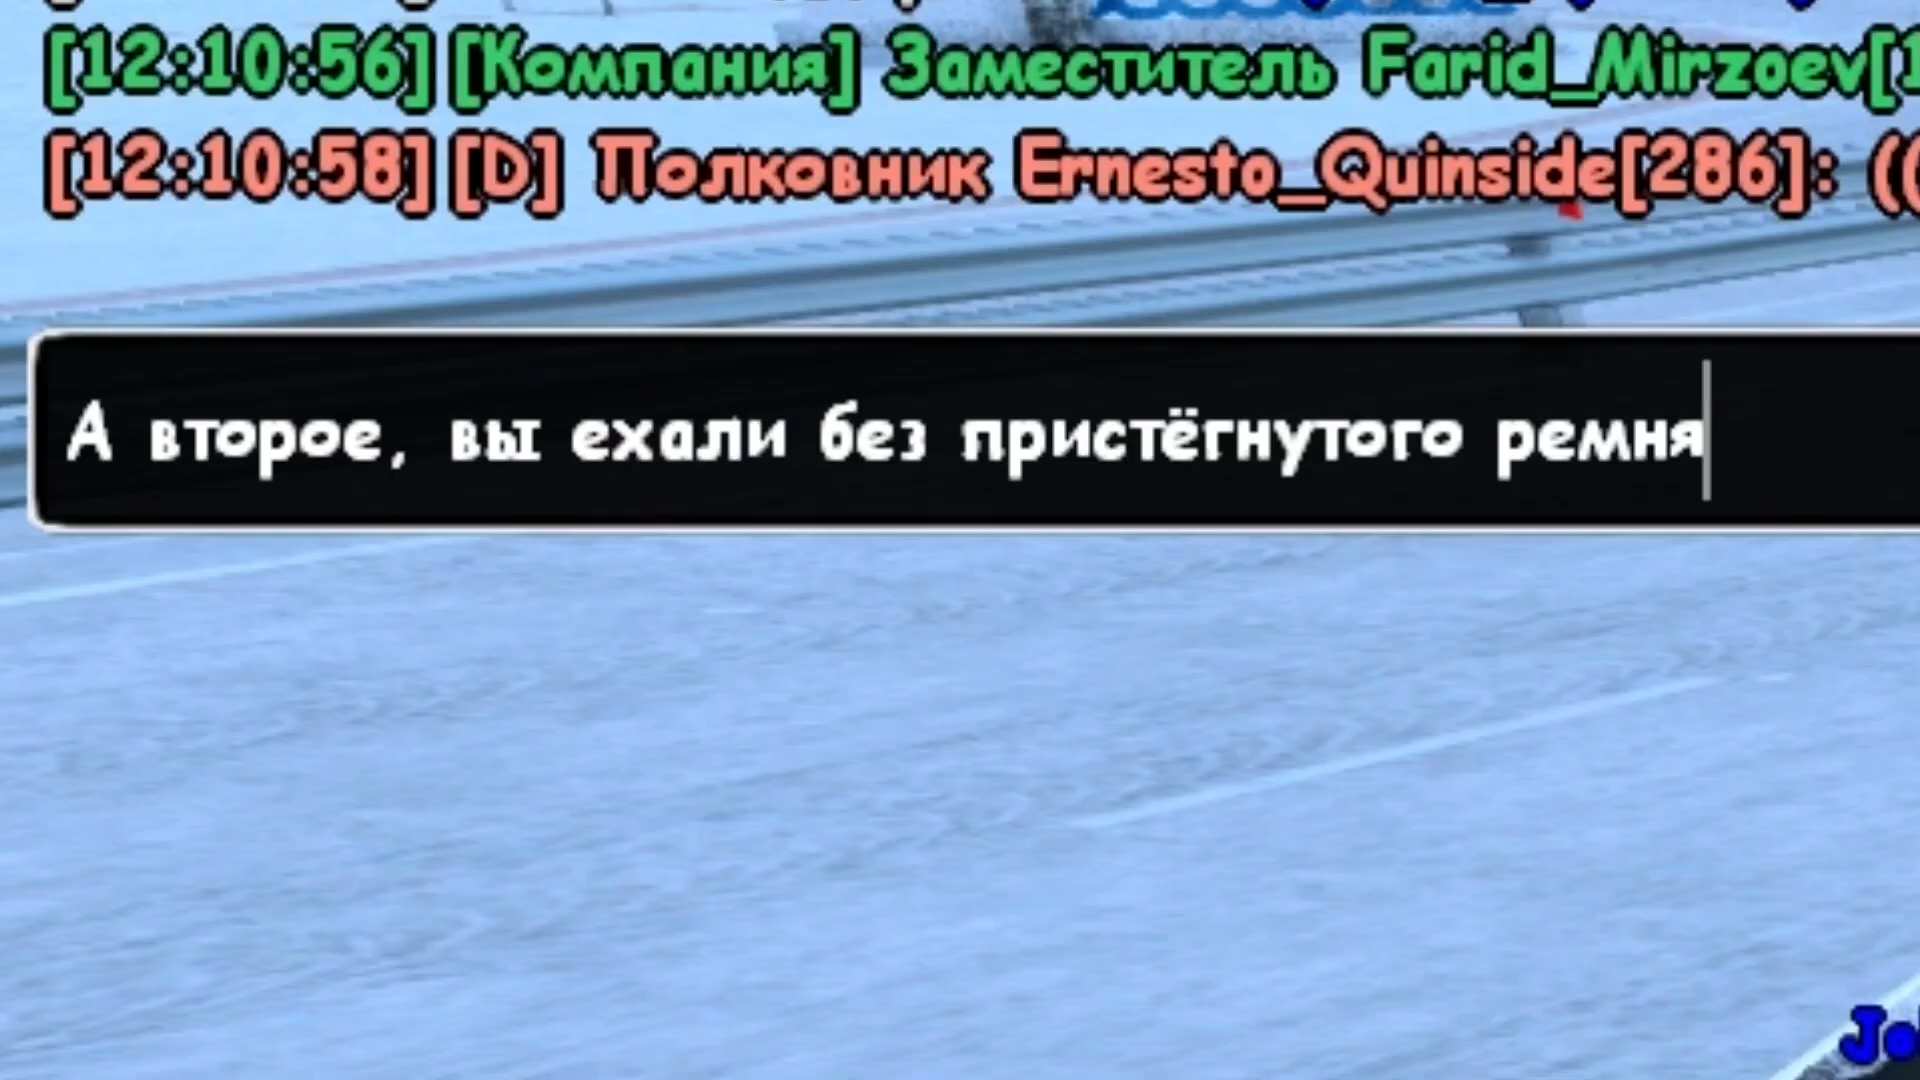 [12:10:56] [Компания] Заместитель Farid_Mirzoev[1
[12:10:58] [D] Полковник Ernesto_Quinside[286]: ((
А второе, вы ехали без пристёгнутого ремня
Jo